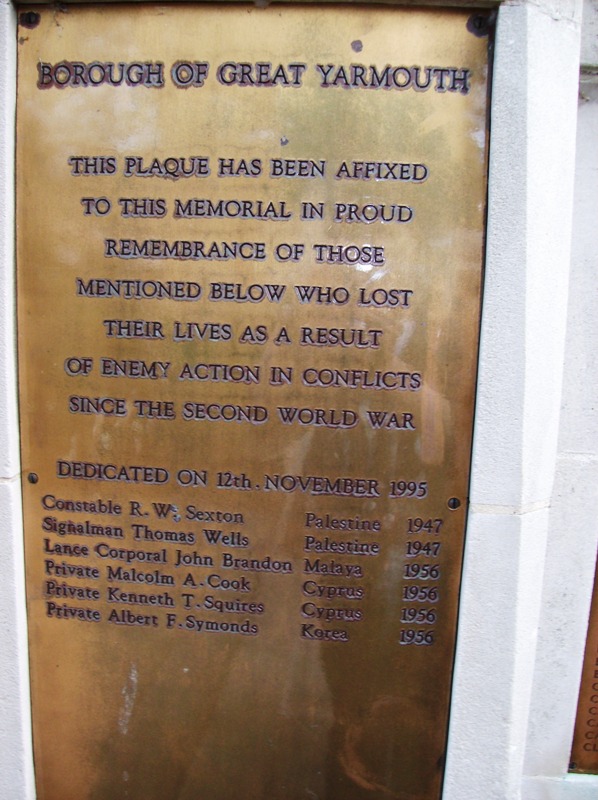 BOROUGH OF GREAT YARMOUTH
THIS PLAQUE HAS BEEN AFFIXED
TO THIS MEMORIAL IN PROUD
REMEMBRANCE OF THOSE
MENTIONED BELOW WHO LOST
THEIR LIVES AS A RESULT
OF ENEMY ACTION IN CONFLICTS
SINCE THE SECOND WORLD WAR
DEDICATED ON 12th. NOVEMBER 1995
Constable R. W. Sexton Palestine 1947
Signalman Thomas Wells Palestine 1947
Lance Corporal John Brandon Malaya 1956
Private Malcolm A. Cook Cyprus 1956
Private Kenneth T. Squires Cyprus 1956
Private Albert F. Symonds Korea 1956